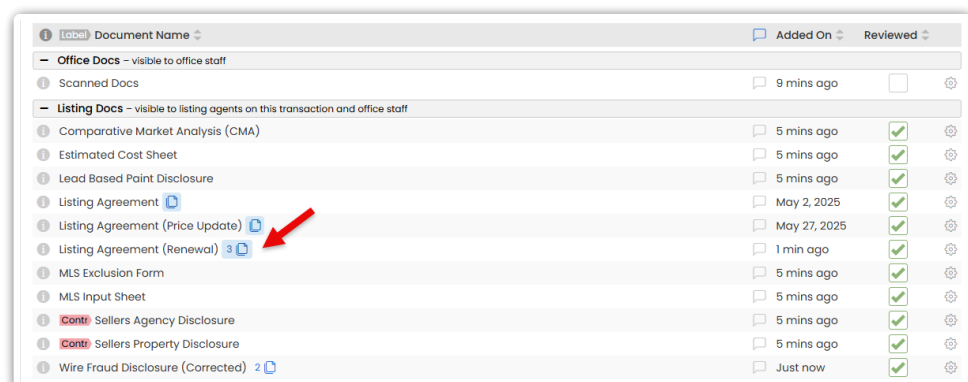 Label Document Name Added On Reviewed
− Office Docs – visible to office staff
Scanned Docs 9 mins ago
− Listing Docs – visible to listing agents on this transaction and office staff
Comparative Market Analysis (CMA) 5 mins ago
Estimated Cost Sheet 5 mins ago
Lead Based Paint Disclosure 5 mins ago
Listing Agreement May 2, 2025
Listing Agreement (Price Update) May 27, 2025
Listing Agreement (Renewal) 3 1 min ago
MLS Exclusion Form 5 mins ago
MLS Input Sheet 5 mins ago
Contr Sellers Agency Disclosure 5 mins ago
Contr Sellers Property Disclosure 5 mins ago
Wire Fraud Disclosure (Corrected) 2 Just now